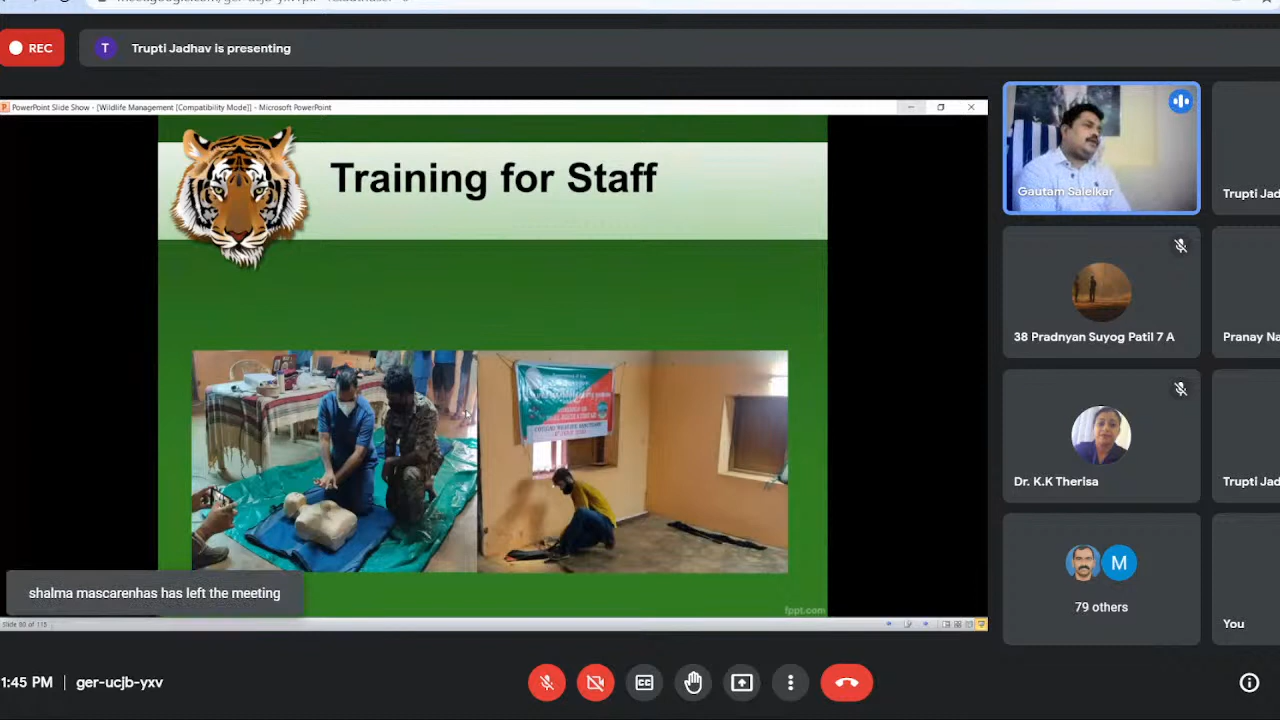 REC
T
Trupti Jadhav is presenting
PowerPoint Slide Show - [Wildlife Management [Compatibility Mode]] - Microsoft PowerPoint
Training for Staff
fppt.com
Gautam Salelkar
Trupti Jad
38 Pradnyan Suyog Patil 7 A
Pranay Na
Dr. K.K Therisa
Trupti Jad
M
79 others
You
shalma mascarenhas has left the meeting
1:45 PM | ger-ucjb-yxv